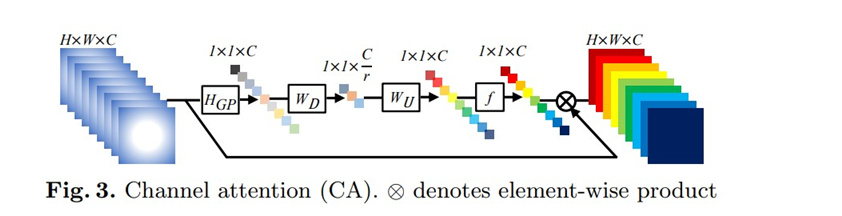 H×W×C
1×1×C
1×1×C/r
1×1×C
1×1×C
H×W×C
H_GP
W_D
W_U
f
⊗
Fig. 3. Channel attention (CA). ⊗ denotes element-wise product